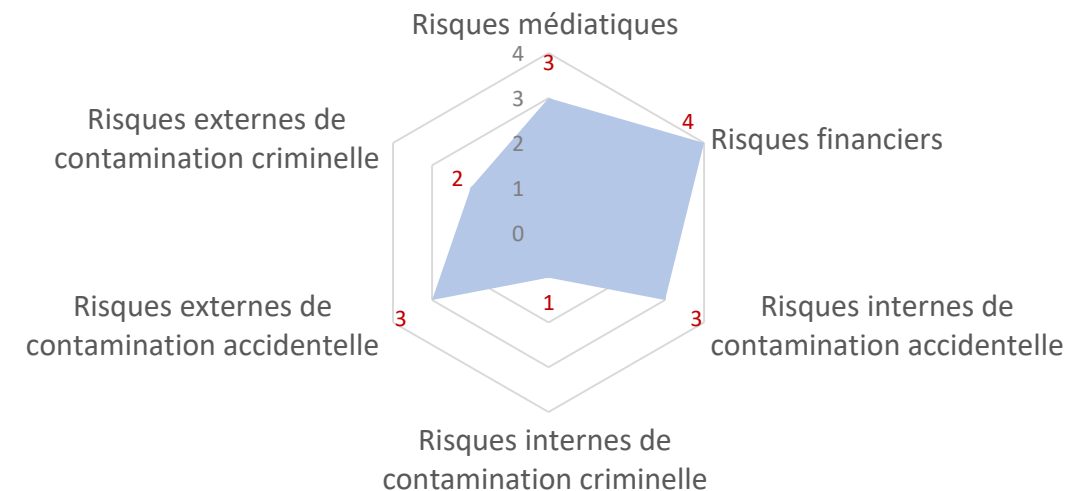 Risques médiatiques
4
3
3
2
1
0
4
Risques financiers
3
Risques internes de
contamination accidentelle
1
Risques internes de
contamination criminelle
3
Risques externes de
contamination accidentelle
2
Risques externes de
contamination criminelle